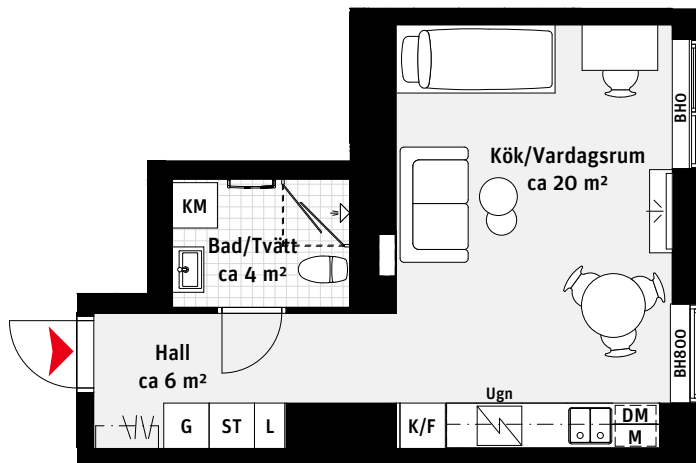 BH0
Kök/Vardagsrum
ca 20 m²
KM
Bad/Tvätt
ca 4 m²
Hall
ca 6 m²
BH800
Ugn
G
ST
L
K/F
DM
M